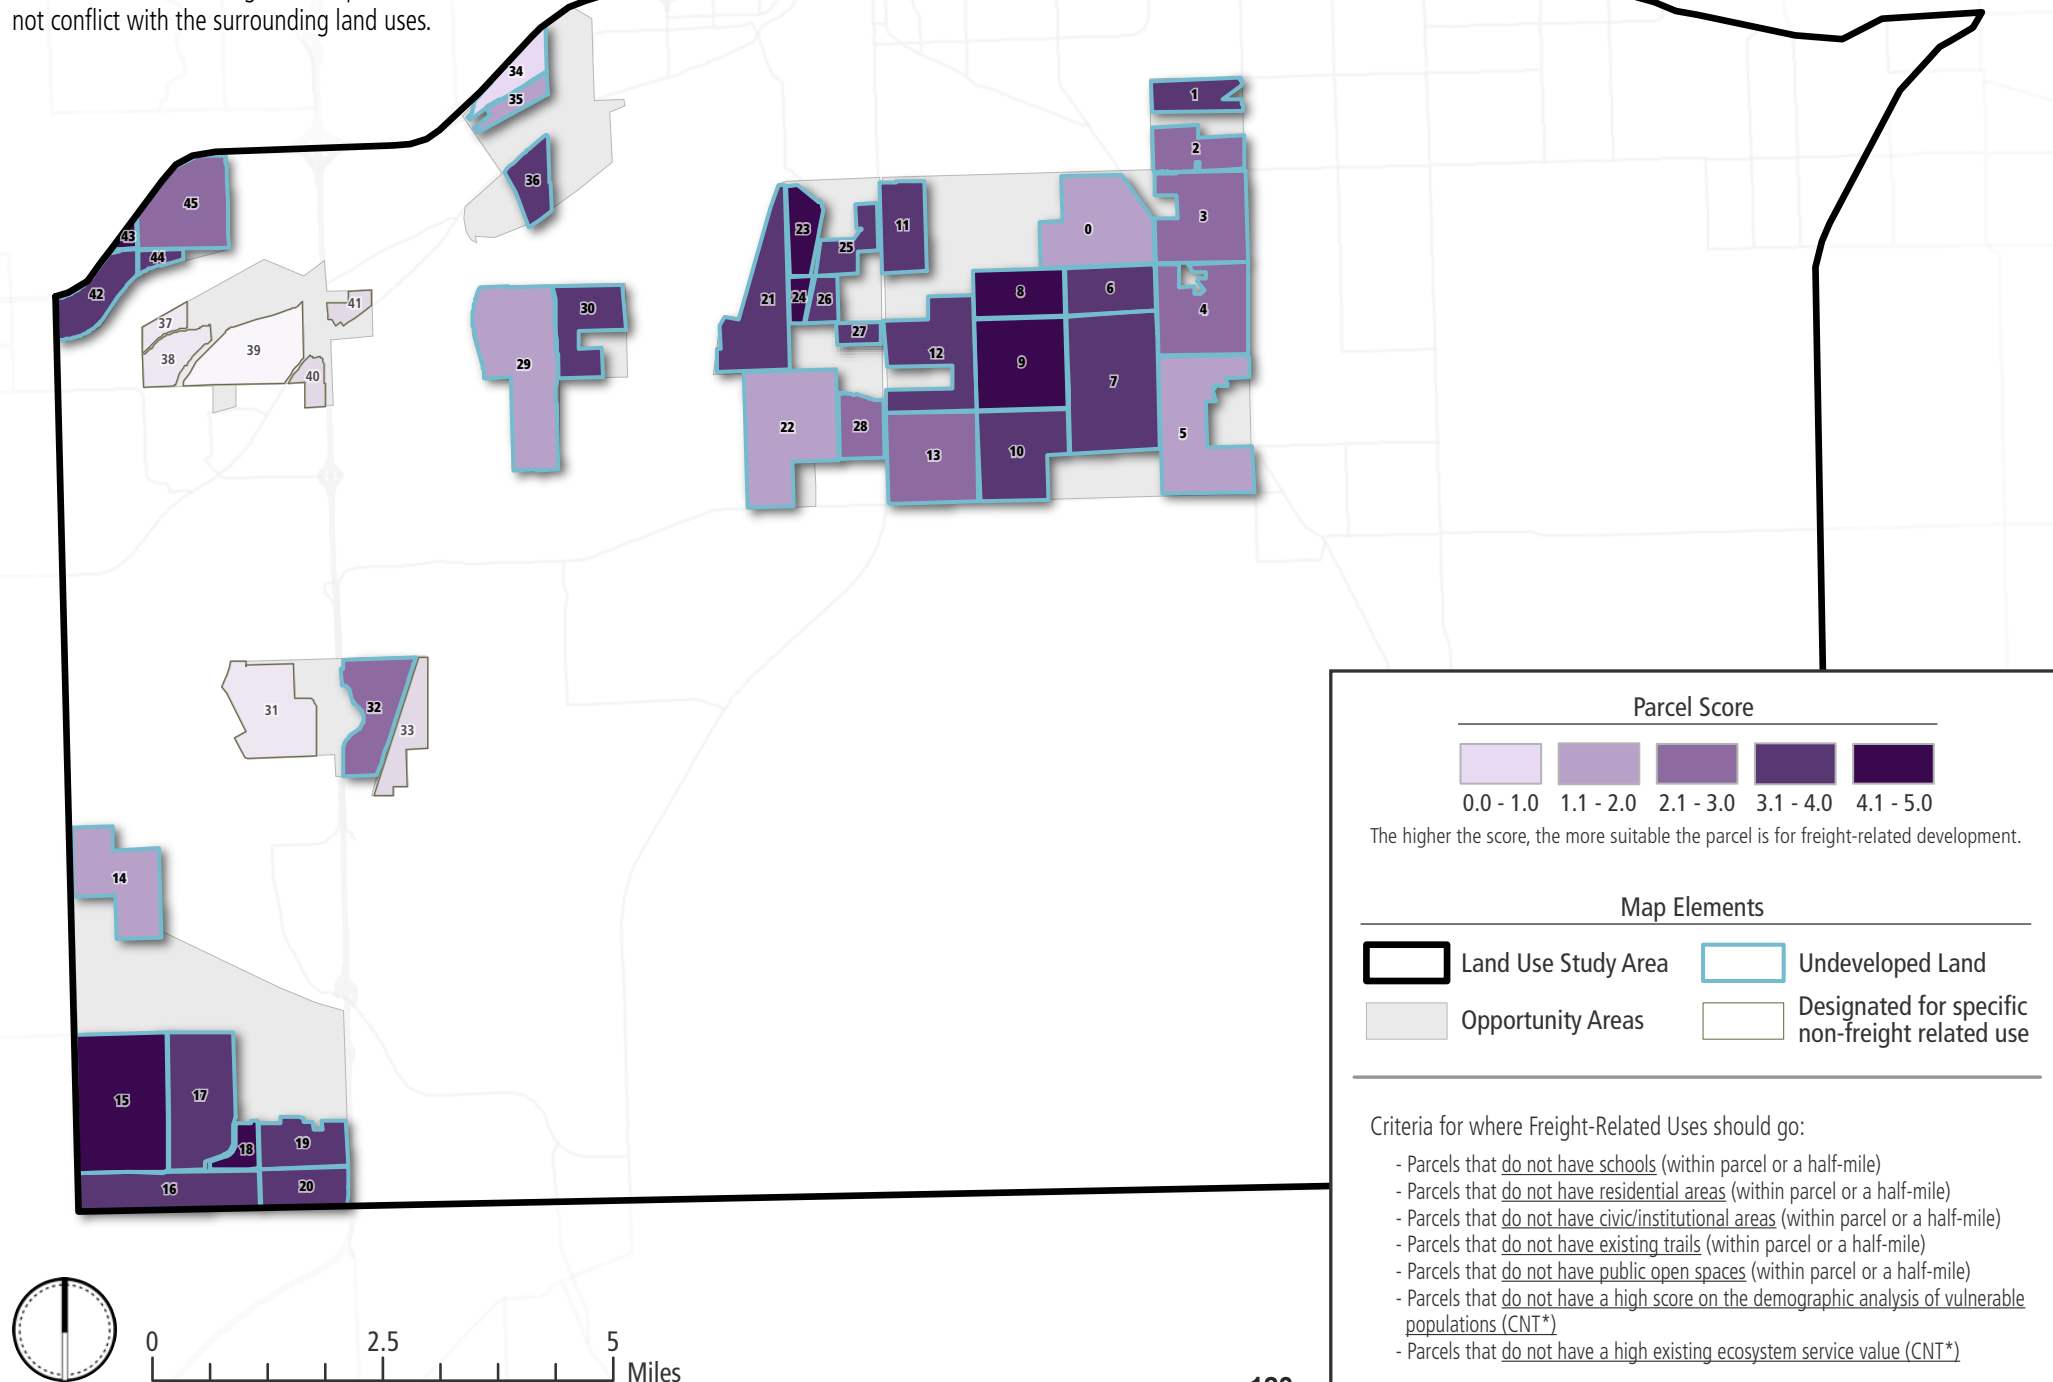 not conflict with the surrounding land uses.
34
35
1
2
36
45
3
23
11
0
43
25
44
8
6
42
21
24
26
41
30
4
37
27
39
12
38
9
29
40
7
22
28
5
13
10
32
31
33
14
15
17
18
19
16
20
Parcel Score
0.0 - 1.0
1.1 - 2.0
2.1 - 3.0
3.1 - 4.0
4.1 - 5.0
The higher the score, the more suitable the parcel is for freight-related development.
Map Elements
Land Use Study Area
Undeveloped Land
Opportunity Areas
Designated for specific
non-freight related use
Criteria for where Freight-Related Uses should go:
- Parcels that do not have schools (within parcel or a half-mile)
- Parcels that do not have residential areas (within parcel or a half-mile)
- Parcels that do not have civic/institutional areas (within parcel or a half-mile)
- Parcels that do not have existing trails (within parcel or a half-mile)
- Parcels that do not have public open spaces (within parcel or a half-mile)
- Parcels that do not have a high score on the demographic analysis of vulnerable
populations (CNT*)
- Parcels that do not have a high existing ecosystem service value (CNT*)
0
2.5
5
Miles